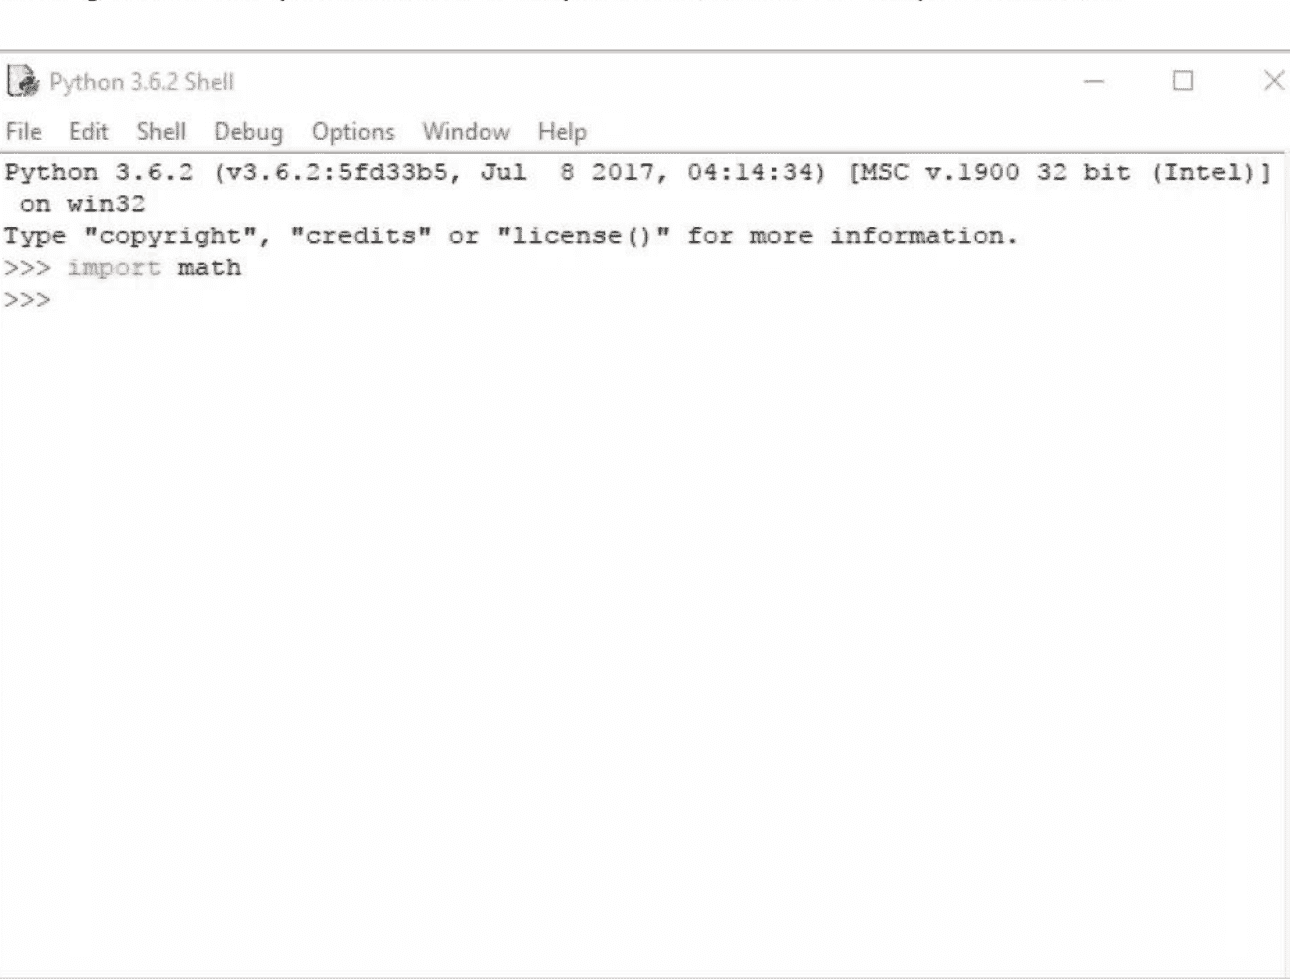 Python 3.6.2 Shell
File Edit Shell Debug Options Window Help
Python 3.6.2 (v3.6.2:5fd33b5, Jul  8 2017, 04:14:34) [MSC v.1900 32 bit (Intel)]
 on win32
Type "copyright", "credits" or "license()" for more information.
>>> import math
>>>